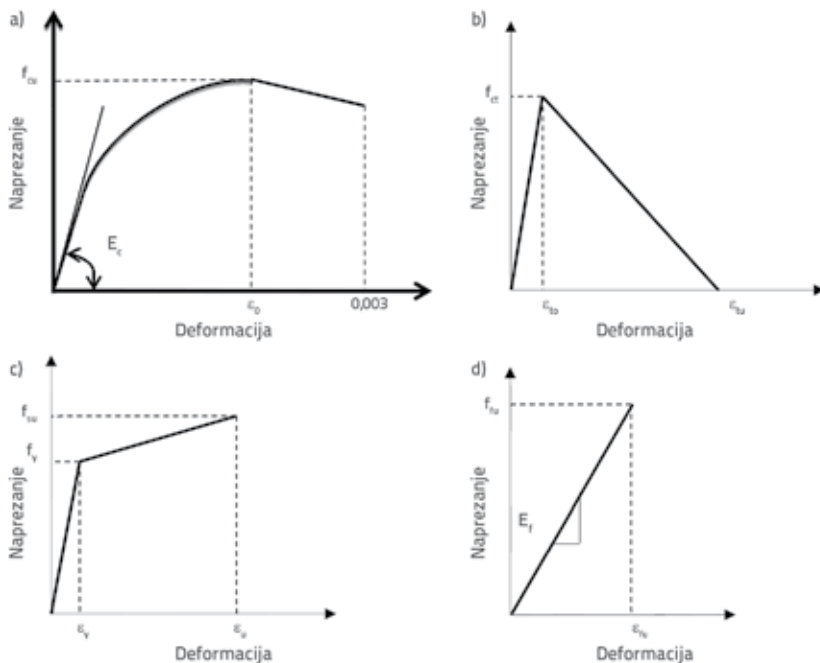 a)
f_cu
Naprezanje
E_c
ε_o
0,003
Deformacija
b)
f_ct
Naprezanje
ε_to
ε_tu
Deformacija
c)
f_su
f_y
Naprezanje
ε_y
ε_u
Deformacija
d)
f_fu
Naprezanje
E_f
ε_fu
Deformacija